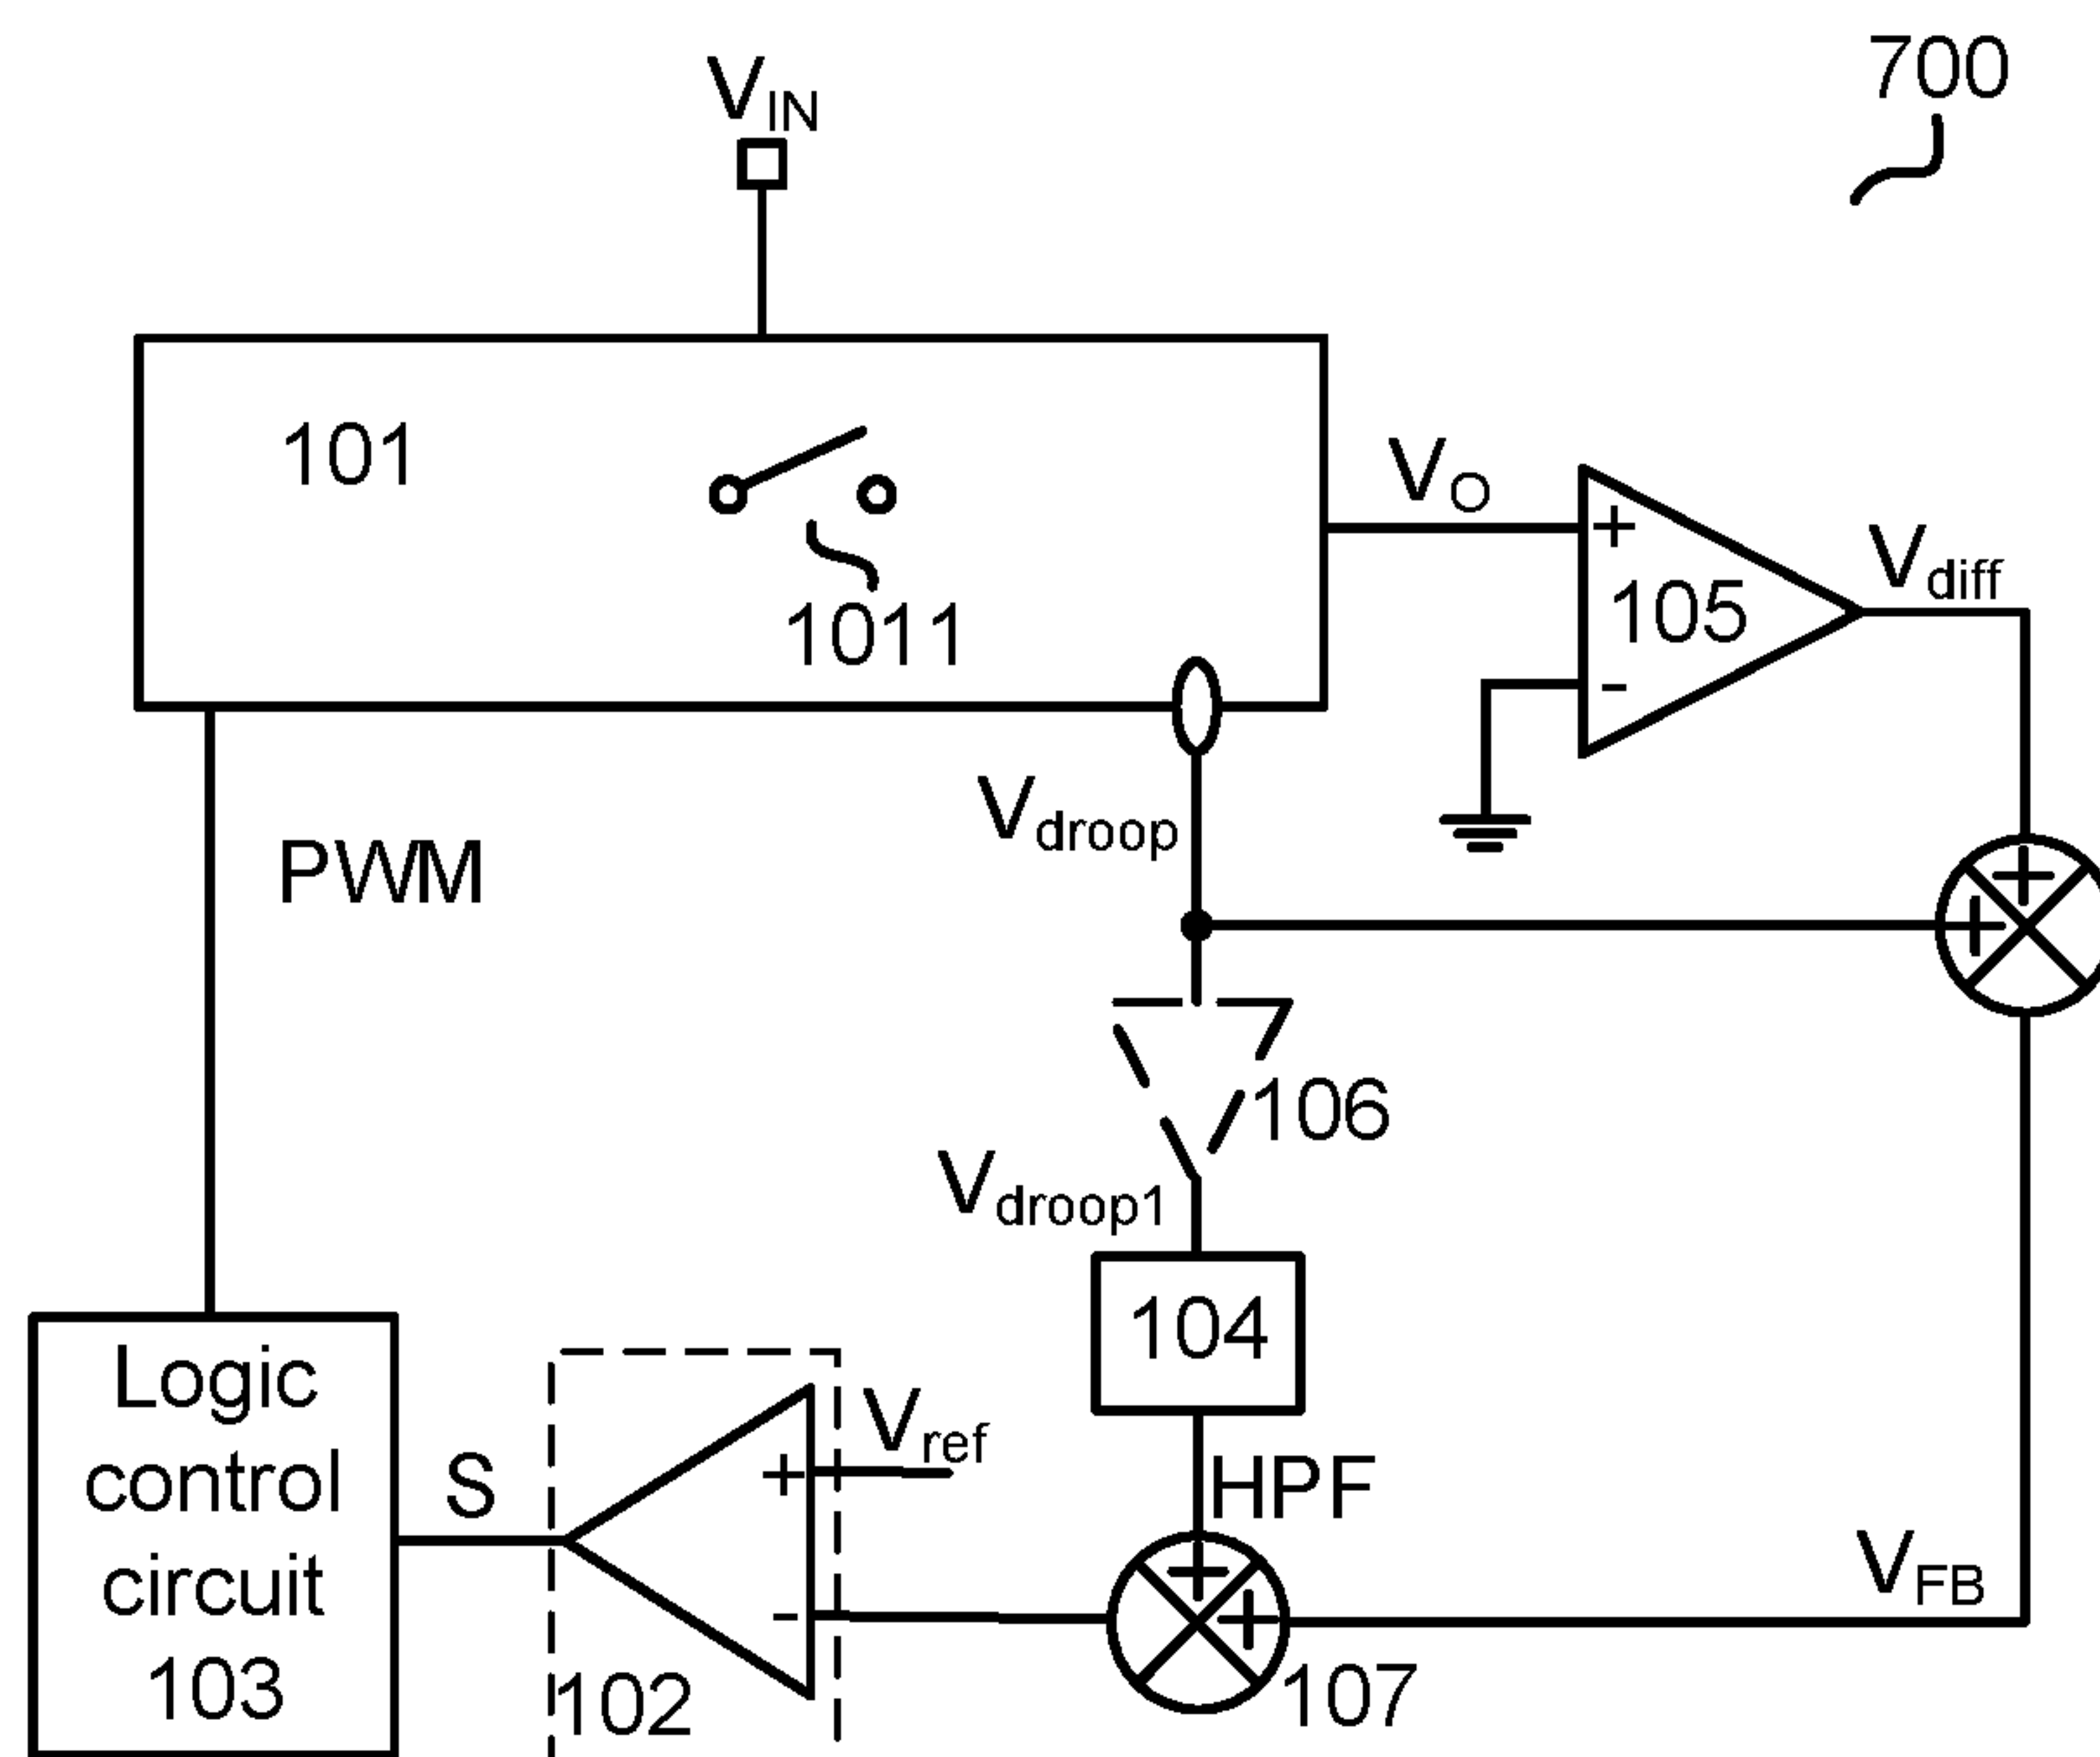 700
V_IN
101
1011
V_O
+
105
-
V_diff
V_droop
PWM
+
+
106
V_droop1
104
Logic
control
circuit
103
S
+
V_ref
HPF
+
-
+
V_FB
102
107